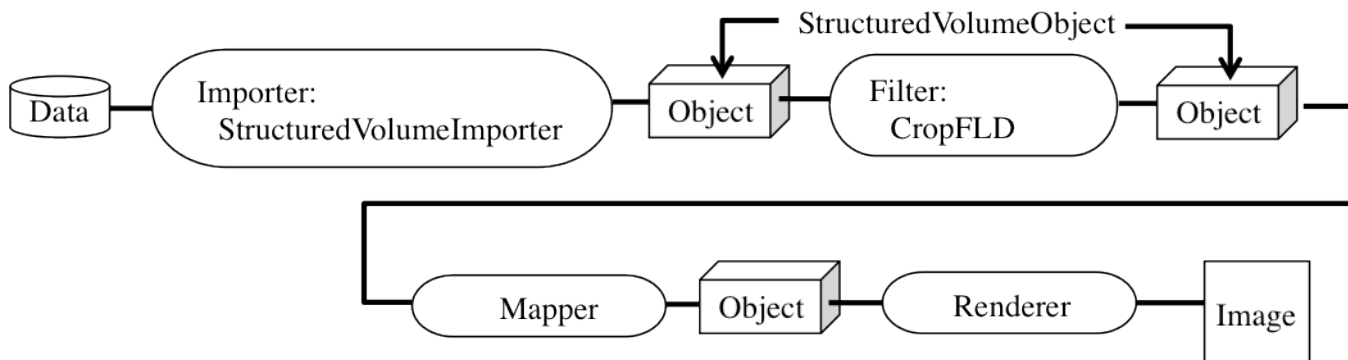 StructuredVolumeObject
Data
Importer:
StructuredVolumeImporter
Object
Filter:
CropFLD
Object
Mapper
Object
Renderer
Image